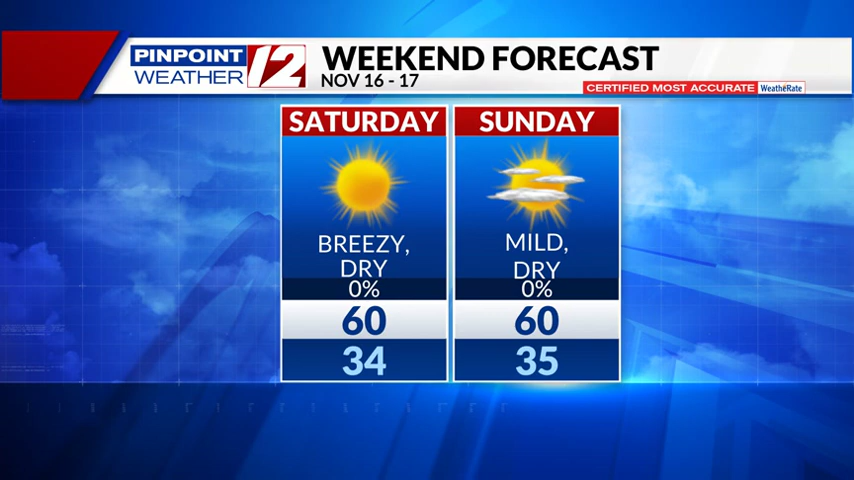 PINPOINT
WEATHER 12
WEEKEND FORECAST
NOV 16 - 17
CERTIFIED MOST ACCURATE WeatheRate
SATURDAY
BREEZY,
DRY
0%
60
34
SUNDAY
MILD,
DRY
0%
60
35